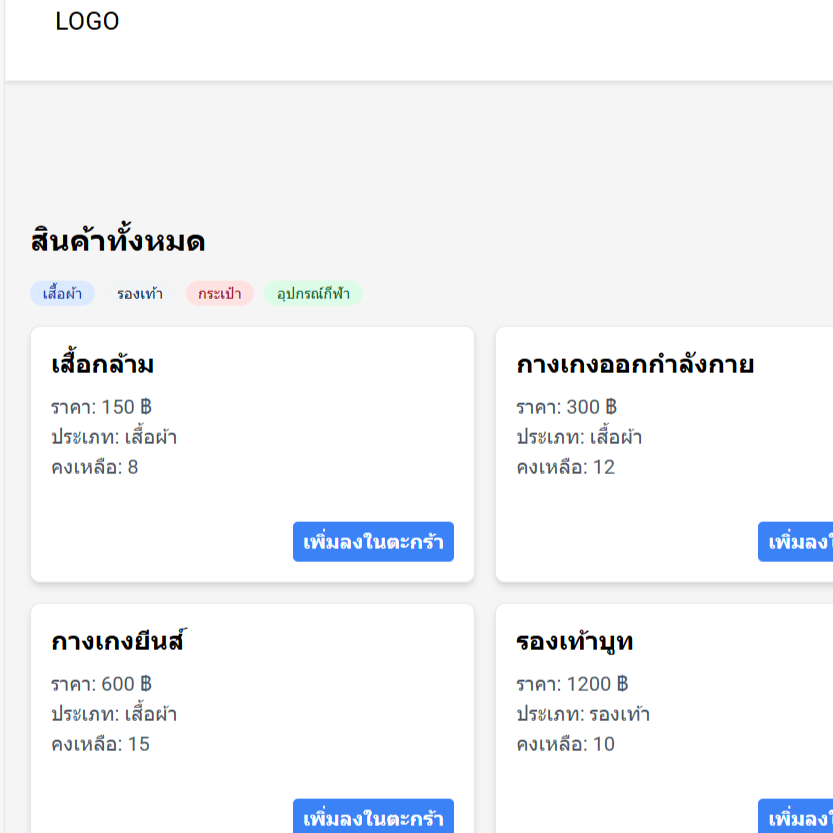 LOGO
สินค้าทั้งหมด
เสื้อผ้า รองเท้า กระเป๋า อุปกรณ์กีฬา
เสื้อกล้าม
ราคา: 150 ฿
ประเภท: เสื้อผ้า
คงเหลือ: 8
เพิ่มลงในตะกร้า
กางเกงออกกำลังกาย
ราคา: 300 ฿
ประเภท: เสื้อผ้า
คงเหลือ: 12
เพิ่มลง
กางเกงยีนส์
ราคา: 600 ฿
ประเภท: เสื้อผ้า
คงเหลือ: 15
เพิ่มลงในตะกร้า
รองเท้าบูท
ราคา: 1200 ฿
ประเภท: รองเท้า
คงเหลือ: 10
เพิ่มลง